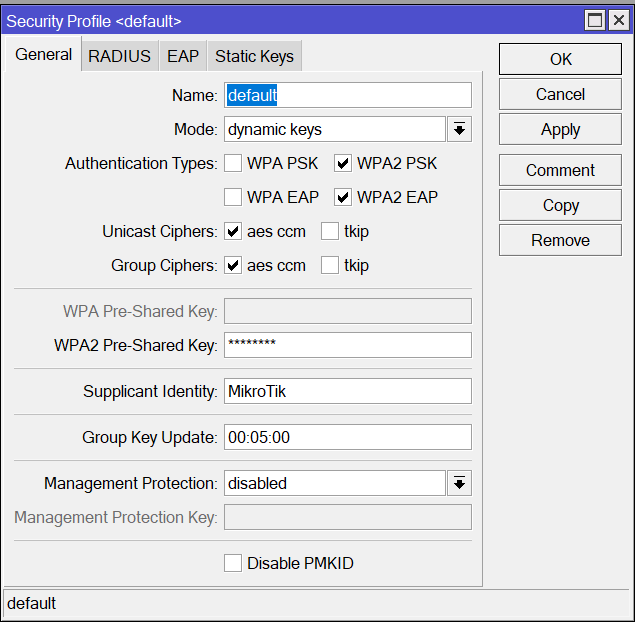 Security Profile <default>
General RADIUS EAP Static Keys
OK
Name: default
Cancel
Mode: dynamic keys
Apply
Authentication Types: WPA PSK WPA2 PSK
Comment
WPA EAP WPA2 EAP
Copy
Unicast Ciphers: aes ccm tkip
Remove
Group Ciphers: aes ccm tkip
WPA Pre-Shared Key:
WPA2 Pre-Shared Key: ********
Supplicant Identity: MikroTik
Group Key Update: 00:05:00
Management Protection: disabled
Management Protection Key:
Disable PMKID
default